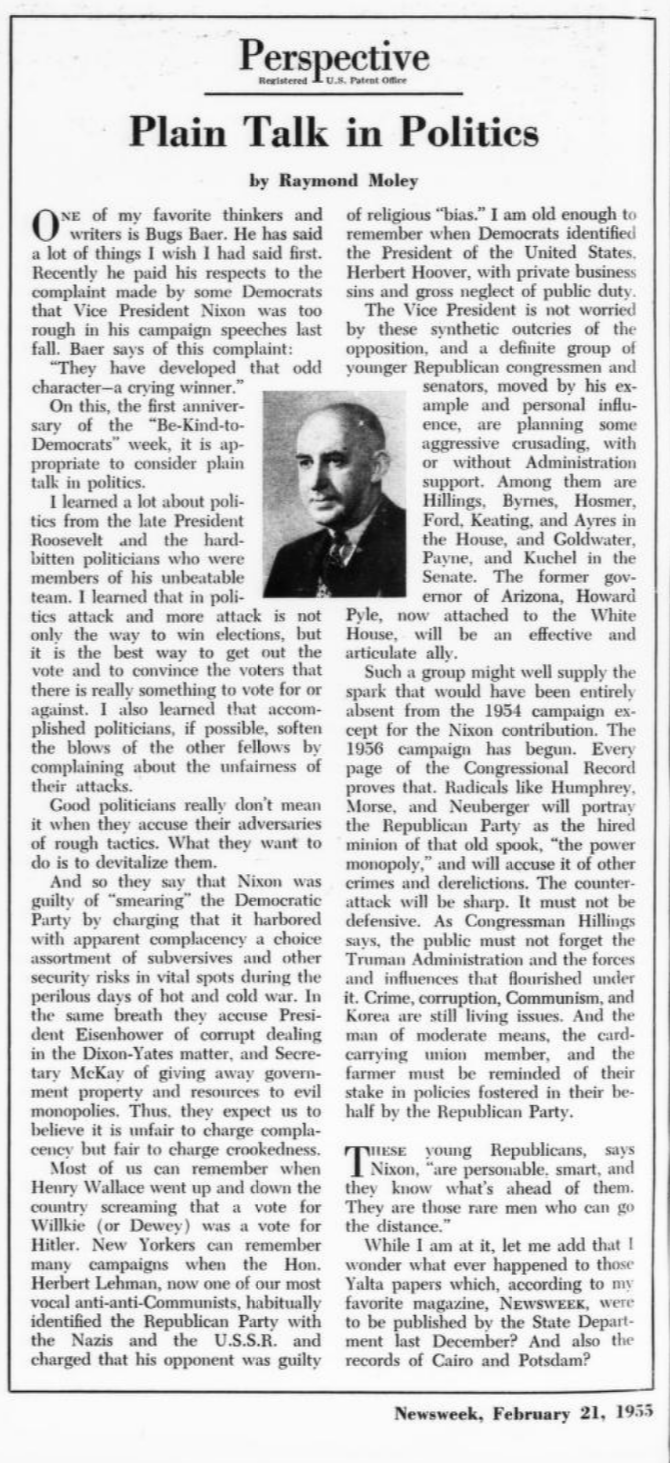 Perspective
Registered U.S. Patent Office
Plain Talk in Politics
by Raymond Moley
ONE of my favorite thinkers and
writers is Bugs Baer. He has said
a lot of things I wish I had said first.
Recently he paid his respects to the
complaint made by some Democrats
that Vice President Nixon was too
rough in his campaign speeches last
fall. Baer says of this complaint:
"They have developed that odd
character—a crying winner."
On this, the first anniver-
sary of the "Be-Kind-to-
Democrats" week, it is ap-
propriate to consider plain
talk in politics.
I learned a lot about poli-
tics from the late President
Roosevelt and the hard-
bitten politicians who were
members of his unbeatable
team. I learned that in poli-
tics attack and more attack is not
only the way to win elections, but
it is the best way to get out the
vote and to convince the voters that
there is really something to vote for or
against. I also learned that accom-
plished politicians, if possible, soften
the blows of the other fellows by
complaining about the unfairness of
their attacks.
Good politicians really don't mean
it when they accuse their adversaries
of rough tactics. What they want to
do is to devitalize them.
And so they say that Nixon was
guilty of "smearing" the Democratic
Party by charging that it harbored
with apparent complacency a choice
assortment of subversives and other
security risks in vital spots during the
perilous days of hot and cold war. In
the same breath they accuse Presi-
dent Eisenhower of corrupt dealing
in the Dixon-Yates matter, and Secre-
tary McKay of giving away govern-
ment property and resources to evil
monopolies. Thus, they expect us to
believe it is unfair to charge compla-
cency but fair to charge crookedness.
Most of us can remember when
Henry Wallace went up and down the
country screaming that a vote for
Willkie (or Dewey) was a vote for
Hitler. New Yorkers can remember
many campaigns when the Hon.
Herbert Lehman, now one of our most
vocal anti-anti-Communists, habitually
identified the Republican Party with
the Nazis and the U.S.S.R. and
charged that his opponent was guilty
of religious "bias." I am old enough to
remember when Democrats identified
the President of the United States,
Herbert Hoover, with private business
sins and gross neglect of public duty.
The Vice President is not worried
by these synthetic outcries of the
opposition, and a definite group of
younger Republican congressmen and
senators, moved by his ex-
ample and personal influ-
ence, are planning some
aggressive crusading, with
or without Administration
support. Among them are
Hillings, Byrnes, Hosmer,
Ford, Keating, and Ayres in
the House, and Goldwater,
Payne, and Kuchel in the
Senate. The former gov-
ernor of Arizona, Howard
Pyle, now attached to the White
House, will be an effective and
articulate ally.
Such a group might well supply the
spark that would have been entirely
absent from the 1954 campaign ex-
cept for the Nixon contribution. The
1956 campaign has begun. Every
page of the Congressional Record
proves that. Radicals like Humphrey,
Morse, and Neuberger will portray
the Republican Party as the hired
minion of that old spook, "the power
monopoly," and will accuse it of other
crimes and derelictions. The counter-
attack will be sharp. It must not be
defensive. As Congressman Hillings
says, the public must not forget the
Truman Administration and the forces
and influences that flourished under
it. Crime, corruption, Communism, and
Korea are still living issues. And the
man of moderate means, the card-
carrying union member, and the
farmer must be reminded of their
stake in policies fostered in their be-
half by the Republican Party.
THESE young Republicans, says
Nixon, "are personable, smart, and
they know what's ahead of them.
They are those rare men who can go
the distance."
While I am at it, let me add that I
wonder what ever happened to those
Yalta papers which, according to my
favorite magazine, NEWSWEEK, were
to be published by the State Depart-
ment last December? And also the
records of Cairo and Potsdam?
Newsweek, February 21, 1955